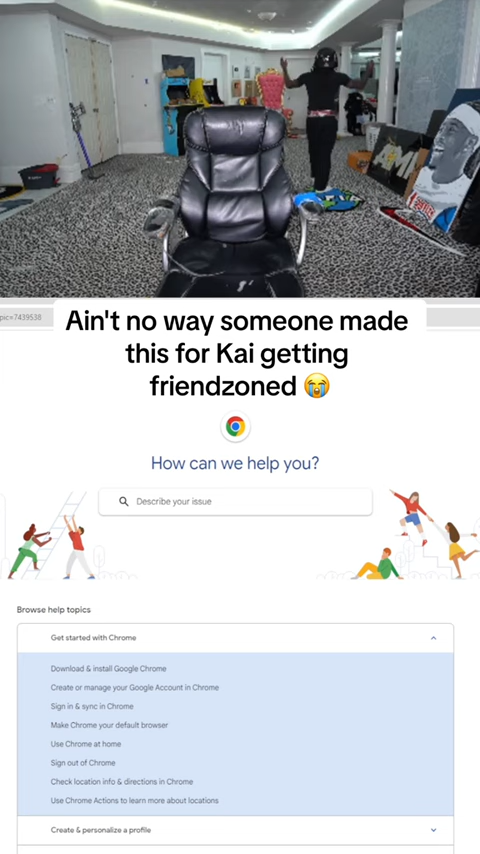 pic=7439538
Ain't no way someone made
this for Kai getting
friendzoned 😭
How can we help you?
Describe your issue
Browse help topics
Get started with Chrome
Download & install Google Chrome
Create or manage your Google Account in Chrome
Sign in & sync in Chrome
Make Chrome your default browser
Use Chrome at home
Sign out of Chrome
Check location info & directions in Chrome
Use Chrome Actions to learn more about locations
Create & personalize a profile